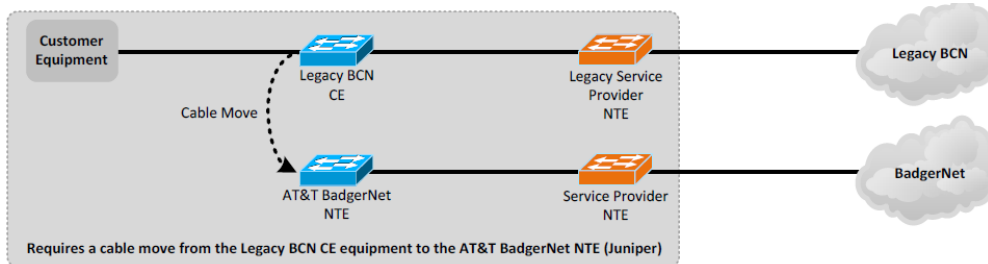 Customer
Equipment
Legacy BCN
CE
Legacy Service
Provider
NTE
Legacy BCN
Cable Move
AT&T BadgerNet
NTE
Service Provider
NTE
BadgerNet
Requires a cable move from the Legacy BCN CE equipment to the AT&T BadgerNet NTE (Juniper)